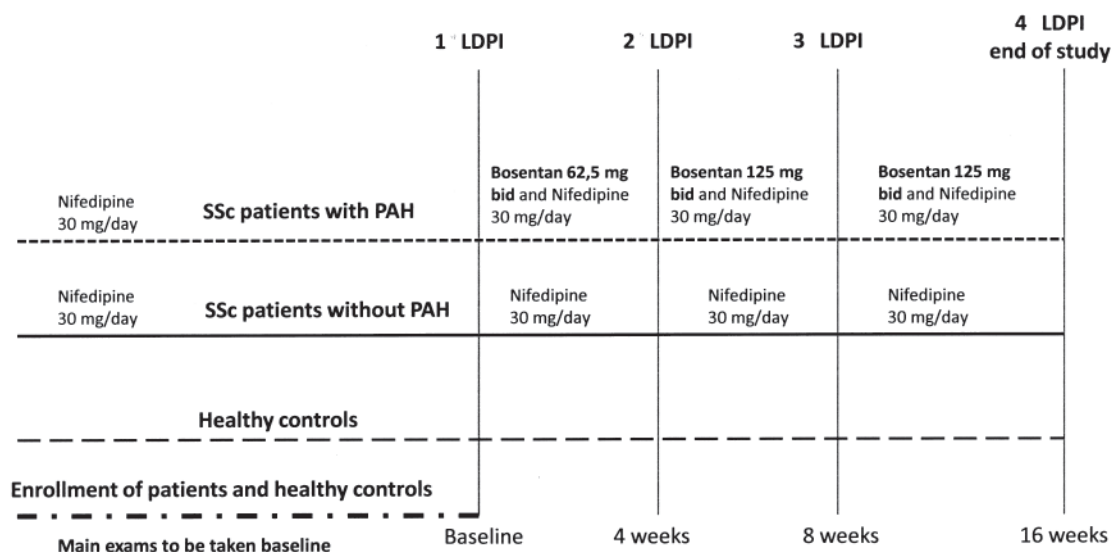 1 LDPI
2 LDPI
3 LDPI
4 LDPI
end of study
Nifedipine
30 mg/day
SSc patients with PAH
Bosentan 62,5 mg
bid and Nifedipine
30 mg/day
Bosentan 125 mg
bid and Nifedipine
30 mg/day
Bosentan 125 mg
bid and Nifedipine
30 mg/day
Nifedipine
30 mg/day
SSc patients without PAH
Nifedipine
30 mg/day
Nifedipine
30 mg/day
Nifedipine
30 mg/day
Healthy controls
Enrollment of patients and healthy controls
Main exams to be taken baseline
Baseline
4 weeks
8 weeks
16 weeks